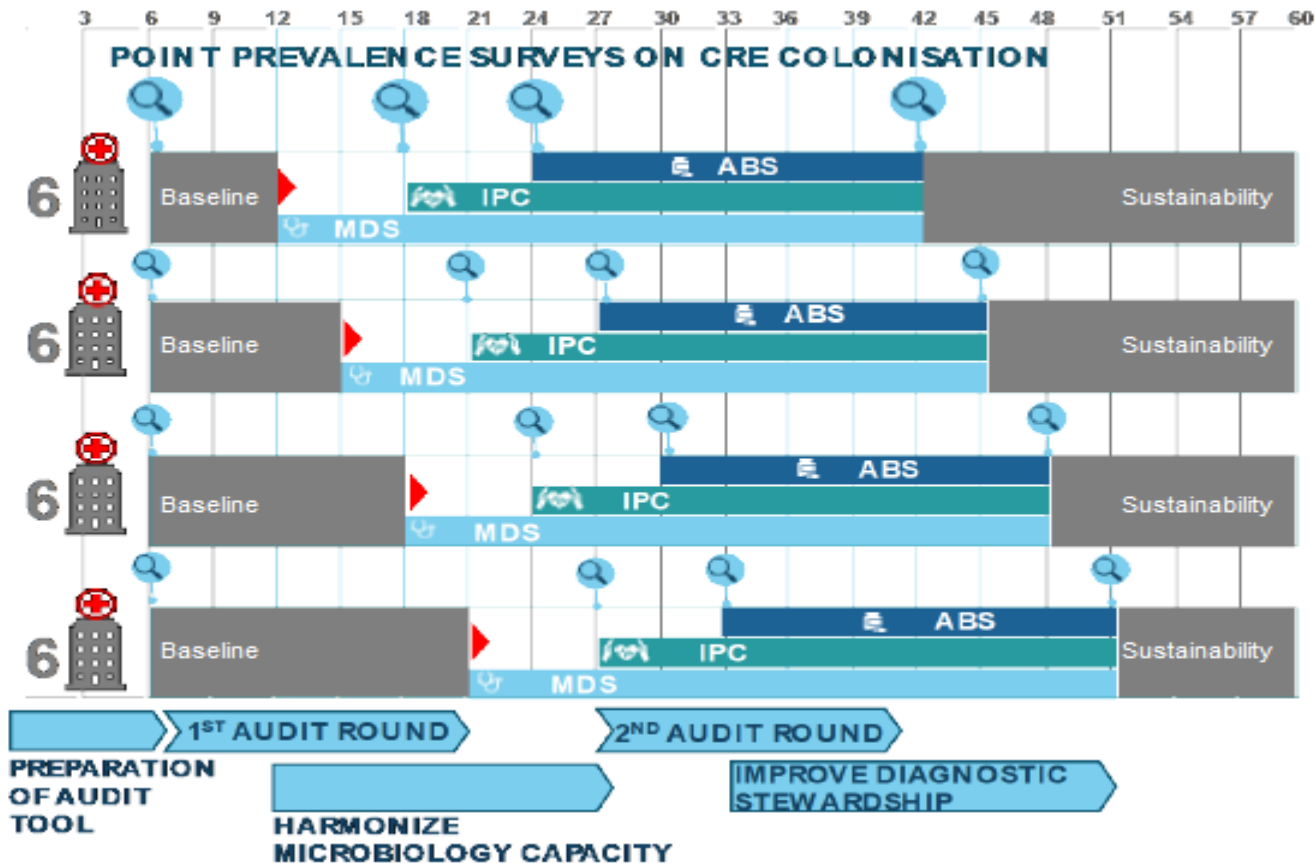 3 6 9 12 15 18 21 24 27 30 33 36 39 42 45 48 51 54 57 60
POINT PREVALENCE SURVEYS ON CRE COLONISATION
ABS
6 Baseline IPC Sustainability
MDS
ABS
6 Baseline IPC Sustainability
MDS
ABS
6 Baseline IPC Sustainability
MDS
ABS
6 Baseline IPC Sustainability
MDS
1ST AUDIT ROUND 2ND AUDIT ROUND
PREPARATION
OF AUDIT
TOOL
IMPROVE DIAGNOSTIC
STEWARDSHIP
HARMONIZE
MICROBIOLOGY CAPACITY